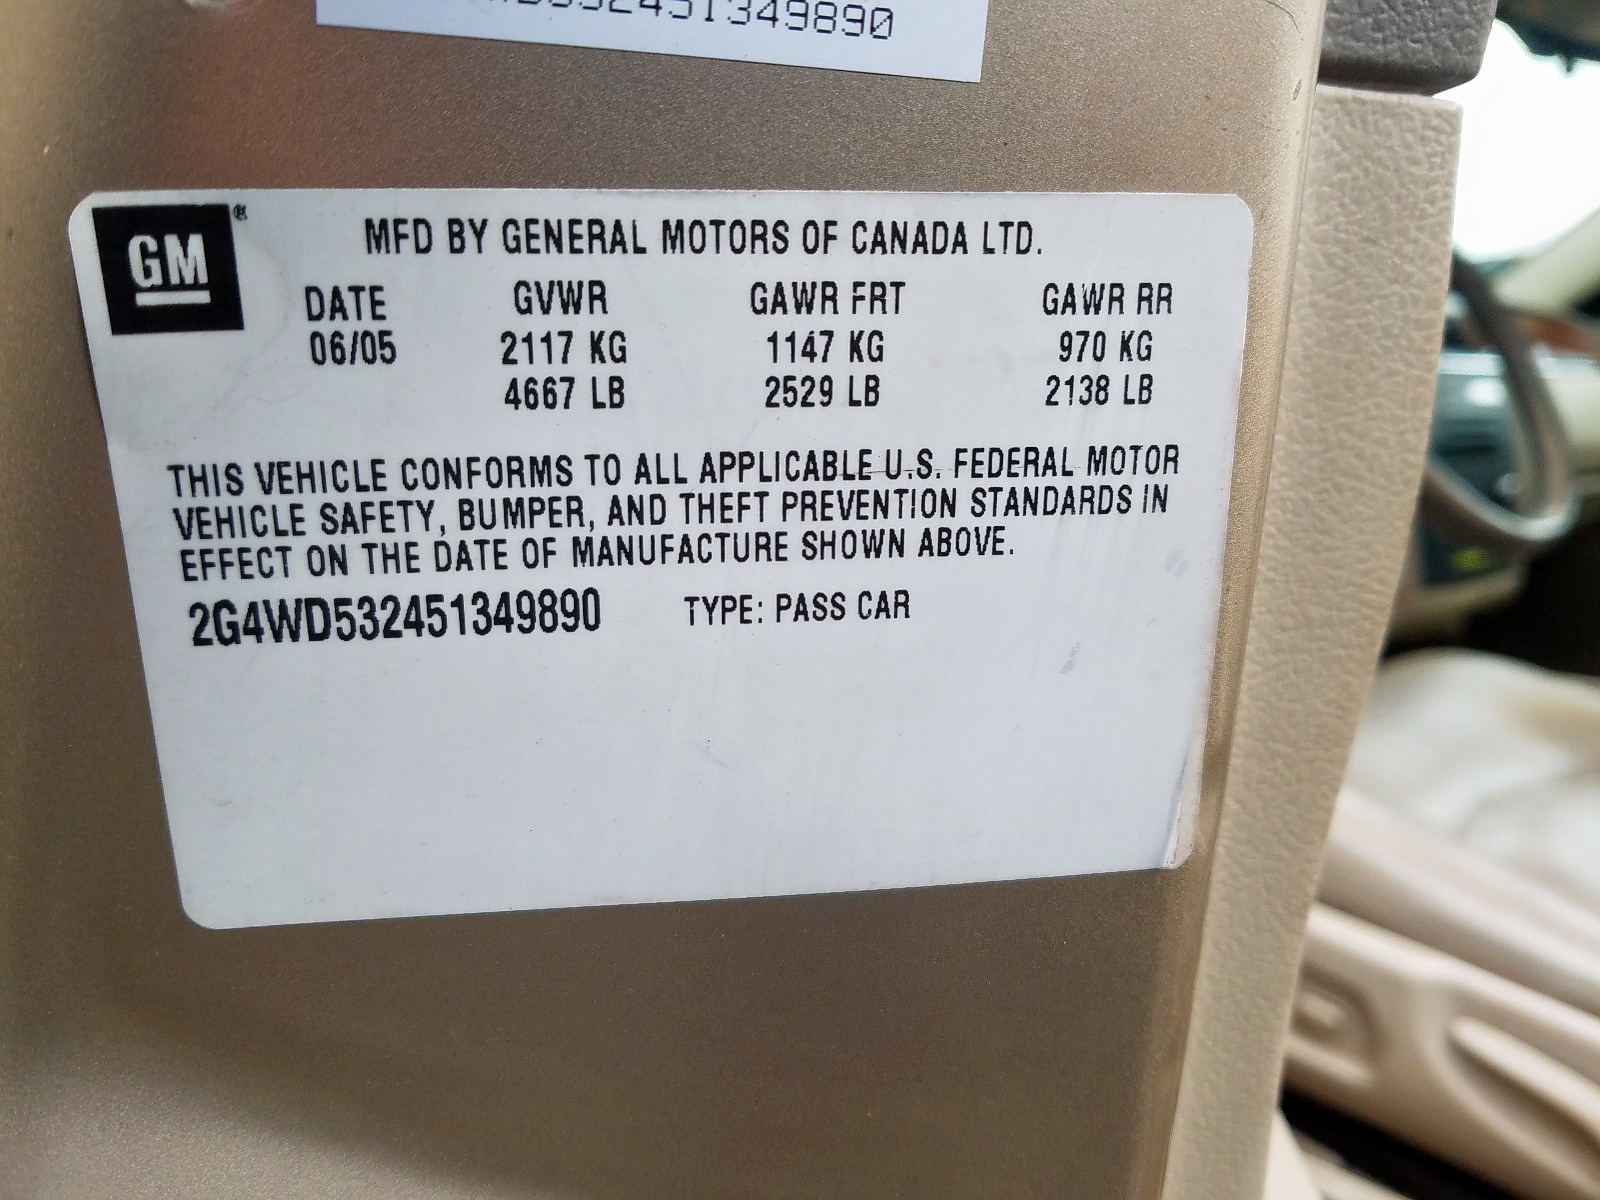 532451349890
GM®
MFD BY GENERAL MOTORS OF CANADA LTD.
DATE GVWR GAWR FRT GAWR RR
06/05 2117 KG 1147 KG 970 KG
4667 LB 2529 LB 2138 LB
THIS VEHICLE CONFORMS TO ALL APPLICABLE U.S. FEDERAL MOTOR
VEHICLE SAFETY, BUMPER, AND THEFT PREVENTION STANDARDS IN
EFFECT ON THE DATE OF MANUFACTURE SHOWN ABOVE.
2G4WD532451349890 TYPE: PASS CAR